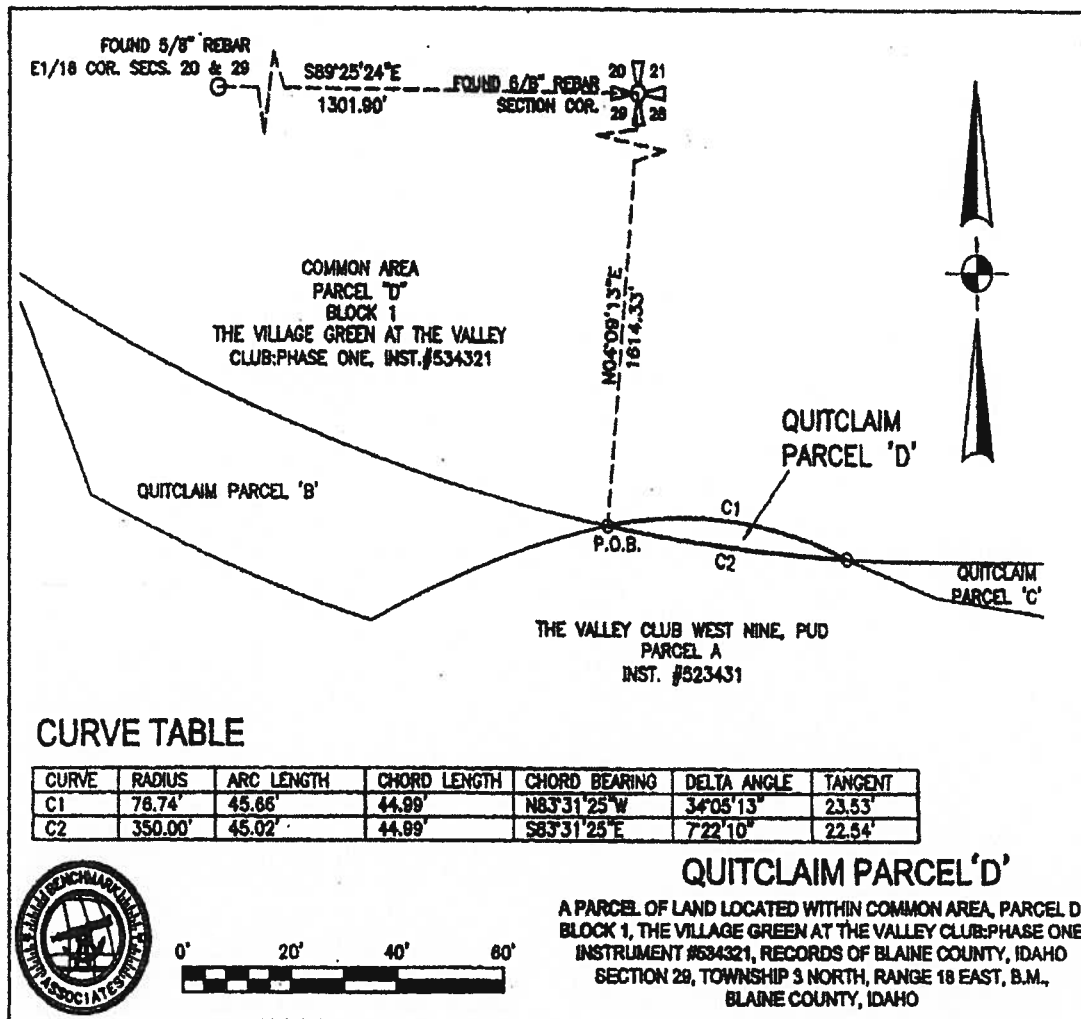 FOUND 5/8" REBAR
E1/16 COR. SECS. 20 & 29
S89°25'24"E
1301.90'
FOUND 5/8" REBAR
SECTION COR.
20 21
29 28
N04°09'13"E
1614.33'
COMMON AREA
PARCEL "D"
BLOCK 1
THE VILLAGE GREEN AT THE VALLEY
CLUB:PHASE ONE, INST.#534321
QUITCLAIM
PARCEL 'D'
QUITCLAIM PARCEL 'B'
C1
P.O.B.
C2
QUITCLAIM
PARCEL 'C'
THE VALLEY CLUB WEST NINE, PUD
PARCEL A
INST. #523431
CURVE TABLE
CURVE RADIUS ARC LENGTH CHORD LENGTH CHORD BEARING DELTA ANGLE TANGENT
C1 76.74' 45.66' 44.99' N83°31'25"W 34°05'13" 23.53'
C2 350.00' 45.02' 44.99' S83°31'25"E 7°22'10" 22.54'
BENCHMARK
ASSOCIATES
0' 20' 40' 60'
QUITCLAIM PARCEL 'D'
A PARCEL OF LAND LOCATED WITHIN COMMON AREA, PARCEL D
BLOCK 1, THE VILLAGE GREEN AT THE VALLEY CLUB:PHASE ONE
INSTRUMENT #534321, RECORDS OF BLAINE COUNTY, IDAHO
SECTION 29, TOWNSHIP 3 NORTH, RANGE 18 EAST, B.M.,
BLAINE COUNTY, IDAHO